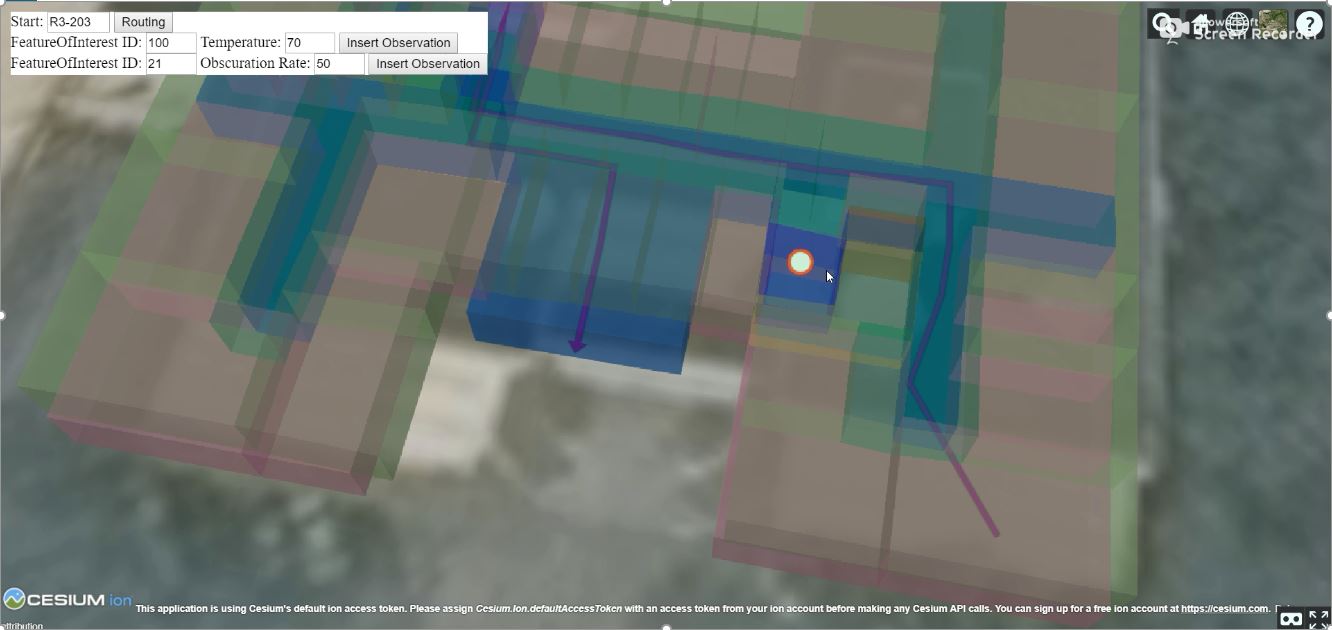 Start: R3-203 Routing
FeatureOfInterest ID: 100 Temperature: 70 Insert Observation
FeatureOfInterest ID: 21 Obscuration Rate: 50 Insert Observation
?
Screen Recorder
CESIUM ion
This application is using Cesium's default ion access token. Please assign Cesium.Ion.defaultAccessToken with an access token from your ion account before making any Cesium API calls. You can sign up for a free ion account at https://cesium.com.
attribution